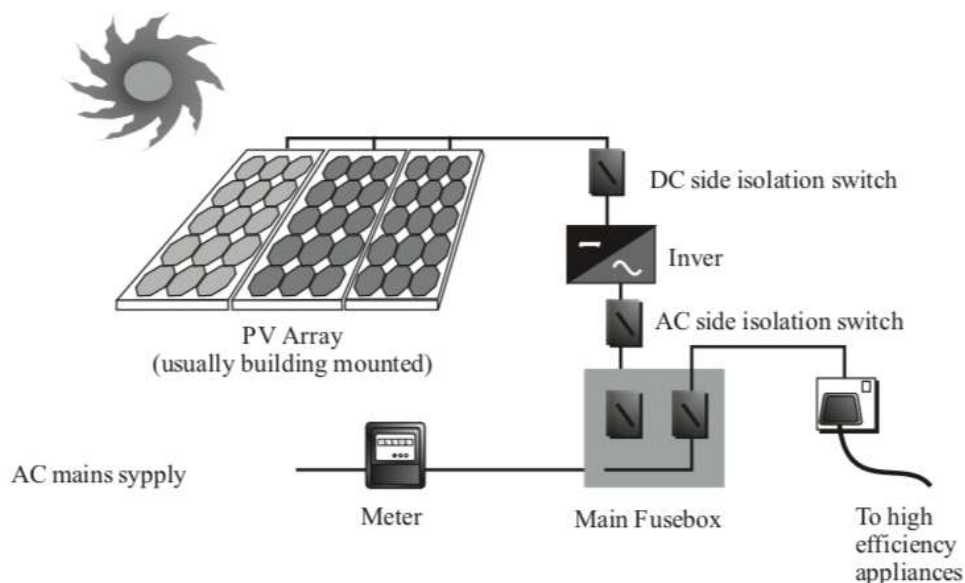 DC side isolation switch
Inver
AC side isolation switch
PV Array
(usually building mounted)
AC mains sypply
Meter
Main Fusebox
To high
efficiency
appliances